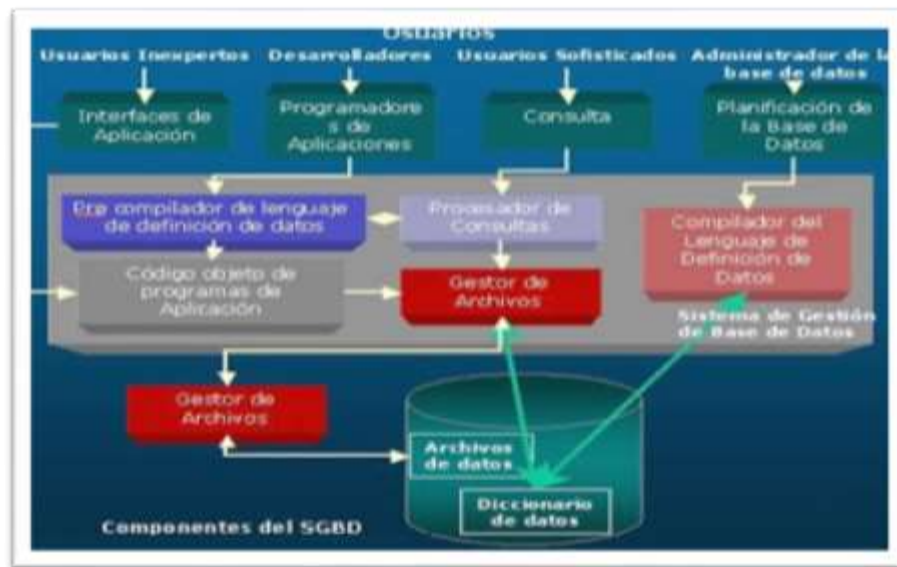 Usuarios
Usuarios Inexpertos
Desarrolladores
Usuarios Sofisticados
Administrador de la
base de datos
Interfaces de
Aplicación
Programadore
s de
Aplicaciones
Consulta
Planificación de
la Base de
Datos
Pre compilador de lenguaje
de definición de datos
Procesador de
Consultas
Compilador del
Lenguaje de
Definición de
Datos
Código objeto de
programas de
Aplicación
Gestor de
Archivos
Sistema de Gestión
de Base de Datos
Gestor de
Archivos
Archivos
de datos
Diccionario
de datos
Componentes del SGBD